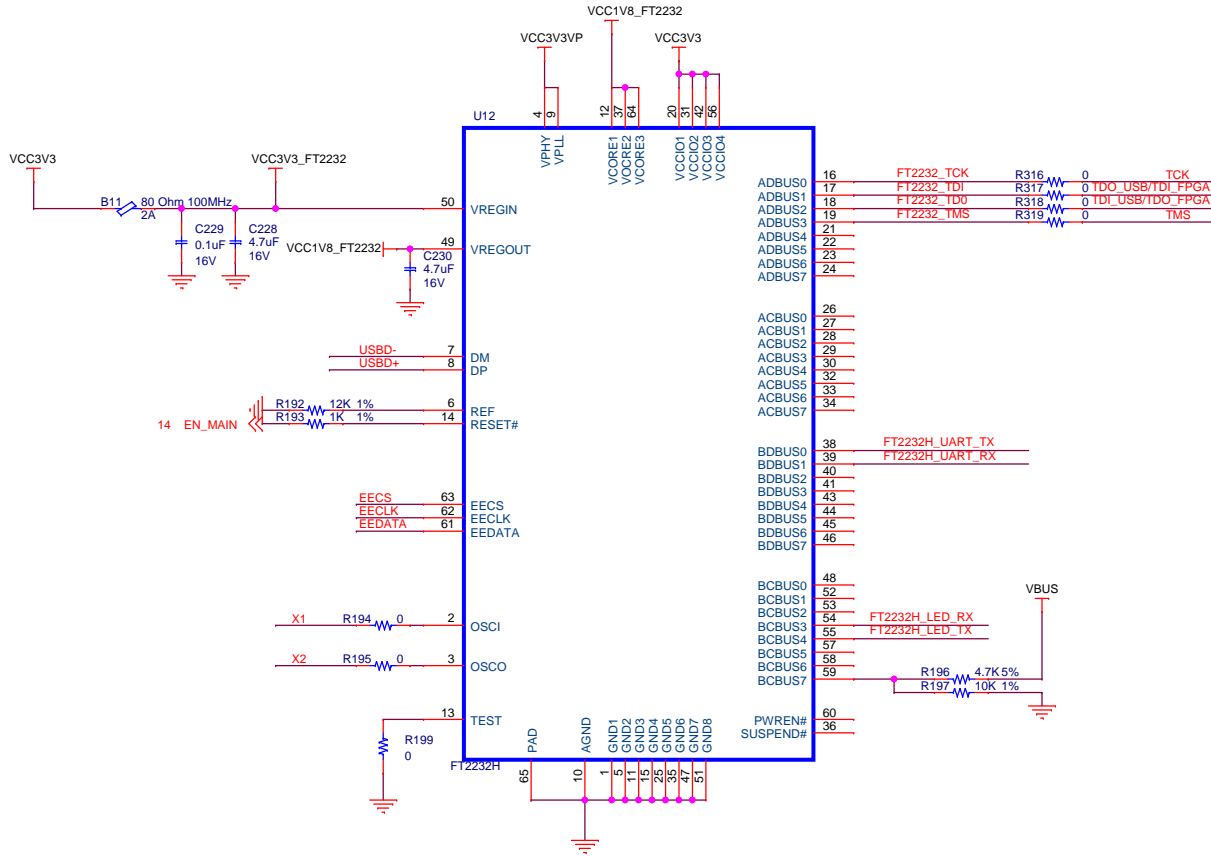 VCC1V8_FT2232
VCC3V3VP
VCC3V3
U12
4
9
12
37
64
20
31
42
56
VPHY
VPLL
VCORE1
VOCRE2
VCORE3
VCCIO1
VCCIO2
VCCIO3
VCCIO4
VCC3V3
VCC3V3_FT2232
B11
80 Ohm 100MHz
2A
C229
0.1uF
16V
C228
4.7uF
16V
50
VREGIN
VCC1V8_FT2232
49
VREGOUT
C230
4.7uF
16V
USBD-
7
DM
USBD+
8
DP
R192
12K 1%
6
REF
14 EN_MAIN
R193
1K 1%
14
RESET#
EECS
63
EECS
EECLK
62
EECLK
EEDATA
61
EEDATA
X1
R194
0
2
OSCI
X2
R195
0
3
OSCO
13
TEST
R199
0
FT2232H
ADBUS0
16
FT2232_TCK
R316
0
TCK
ADBUS1
17
FT2232_TDI
R317
0
TDO_USB/TDI_FPGA
ADBUS2
18
FT2232_TD0
R318
0
TDI_USB/TDO_FPGA
ADBUS3
19
FT2232_TMS
R319
0
TMS
ADBUS4
21
ADBUS5
22
ADBUS6
23
ADBUS7
24
ACBUS0
26
ACBUS1
27
ACBUS2
28
ACBUS3
29
ACBUS4
30
ACBUS5
32
ACBUS6
33
ACBUS7
34
BDBUS0
38
FT2232H_UART_TX
BDBUS1
39
FT2232H_UART_RX
BDBUS2
40
BDBUS3
41
BDBUS4
43
BDBUS5
44
BDBUS6
45
BDBUS7
46
BCBUS0
48
BCBUS1
52
BCBUS2
53
BCBUS3
54
FT2232H_LED_RX
BCBUS4
55
FT2232H_LED_TX
BCBUS5
57
BCBUS6
58
BCBUS7
59
VBUS
R196
4.7K 5%
R197
10K 1%
PWREN#
60
SUSPEND#
36
PAD
AGND
GND1
GND2
GND3
GND4
GND5
GND6
GND7
GND8
65
10
1
5
11
15
25
35
47
51